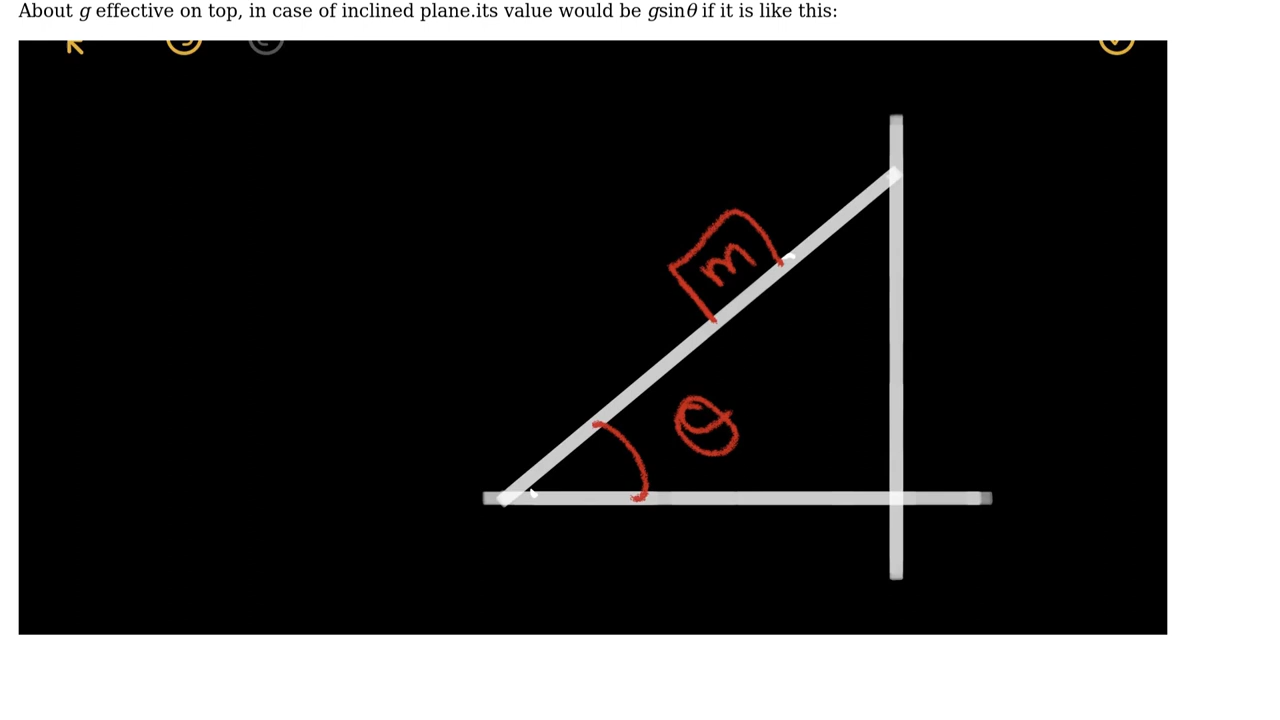 About g effective on top, in case of inclined plane.its value would be gsinθ if it is like this:
m
θ